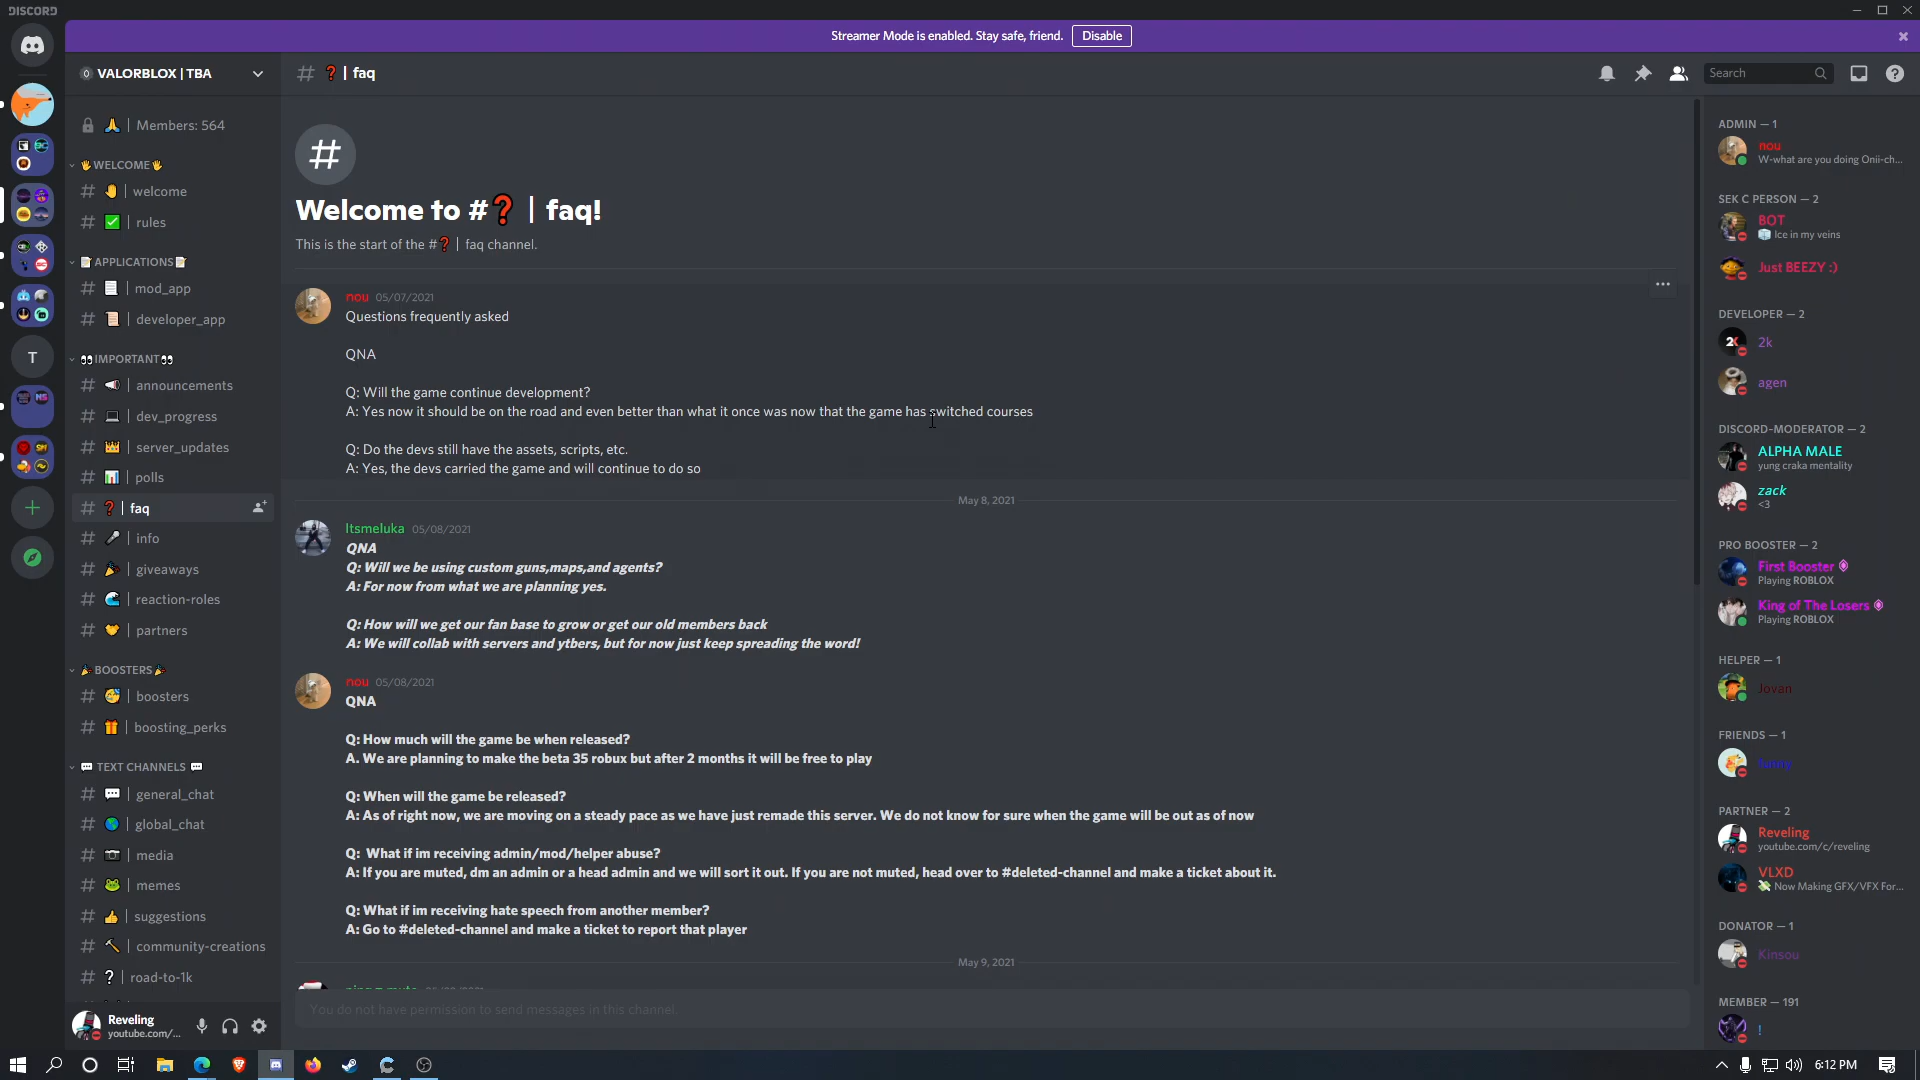 DISCORD
Streamer Mode is enabled. Stay safe, friend. Disable
VALORBLOX | TBA
| Members: 564
WELCOME
| welcome
| rules
APPLICATIONS
| mod_app
| developer_app
IMPORTANT
| announcements
| dev_progress
| server_updates
| polls
| faq
| info
| giveaways
| reaction-roles
| partners
BOOSTERS
| boosters
| boosting_perks
TEXT CHANNELS
| general_chat
| global_chat
| media
| memes
| suggestions
| community-creations
| road-to-1k
Reveling
youtube.com/...
T
# ❓ | faq
Search
Welcome to #❓ | faq!
This is the start of the #❓ | faq channel.
nou 05/07/2021
Questions frequently asked
QNA
Q: Will the game continue development?
A: Yes now it should be on the road and even better than what it once was now that the game has switched courses
Q: Do the devs still have the assets, scripts, etc.
A: Yes, the devs carried the game and will continue to do so
May 8, 2021
Itsmeluka 05/08/2021
QNA
Q: Will we be using custom guns,maps,and agents?
A: For now from what we are planning yes.
Q: How will we get our fan base to grow or get our old members back
A: We will collab with servers and ytbers, but for now just keep spreading the word!
nou 05/08/2021
QNA
Q: How much will the game be when released?
A. We are planning to make the beta 35 robux but after 2 months it will be free to play
Q: When will the game be released?
A: As of right now, we are moving on a steady pace as we have just remade this server. We do not know for sure when the game will be out as of now
Q:  What if im receiving admin/mod/helper abuse?
A: If you are muted, dm an admin or a head admin and we will sort it out. If you are not muted, head over to #deleted-channel and make a ticket about it.
Q: What if im receiving hate speech from another member?
A: Go to #deleted-channel and make a ticket to report that player
May 9, 2021
You do not have permission to send messages in this channel.
ADMIN — 1
nou
W-what are you doing Onii-ch...
SEK C PERSON — 2
BOT
Ice in my veins
Just BEEZY :)
DEVELOPER — 2
2k
agen
DISCORD-MODERATOR — 2
ALPHA MALE
yung craka mentality
zack
<3
PRO BOOSTER — 2
First Booster
Playing ROBLOX
King of The Losers
Playing ROBLOX
HELPER — 1
Jovan
FRIENDS — 1
PARTNER — 2
Reveling
youtube.com/c/reveling
VLXD
Now Making GFX/VFX For...
DONATOR — 1
Kinsou
MEMBER — 191
!
6:12 PM